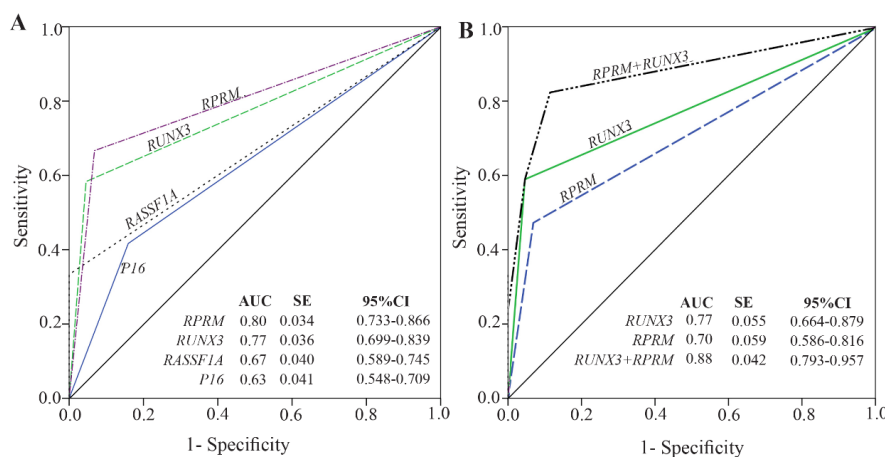 A
1.0
0.8
0.6
0.4
0.2
0.0
Sensitivity
RPRM
RUNX3
RASSF1A
P16
AUC SE 95%CI
RPRM 0.80 0.034 0.733-0.866
RUNX3 0.77 0.036 0.699-0.839
RASSF1A 0.67 0.040 0.589-0.745
P16 0.63 0.041 0.548-0.709
0.0 0.2 0.4 0.6 0.8 1.0
1- Specificity
B
1.0
0.8
0.6
0.4
0.2
0.0
Sensitivity
RPRM+RUNX3
RUNX3
RPRM
AUC SE 95%CI
RUNX3 0.77 0.055 0.664-0.879
RPRM 0.70 0.059 0.586-0.816
RUNX3+RPRM 0.88 0.042 0.793-0.957
0.0 0.2 0.4 0.6 0.8 1.0
1- Specificity